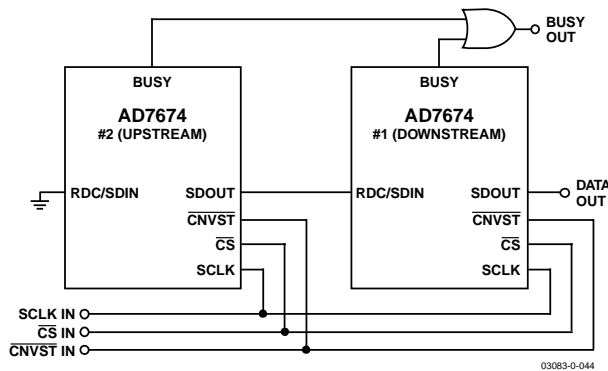 BUSY
OUT
BUSY
AD7674
#2 (UPSTREAM)
RDC/SDIN
SDOUT
CNVST
CS
SCLK
BUSY
AD7674
#1 (DOWNSTREAM)
RDC/SDIN
SDOUT
CNVST
CS
SCLK
DATA
OUT
SCLK IN
CS IN
CNVST IN
03083-0-044